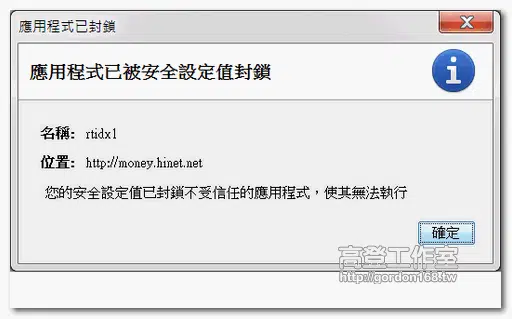 應用程式已封鎖
應用程式已被安全設定值封鎖
名稱: rtidx1
位置: http://money.hinet.net
您的安全設定值已封鎖不受信任的應用程式，使其無法執行
確定
高登工作室
http://gordon168.tw